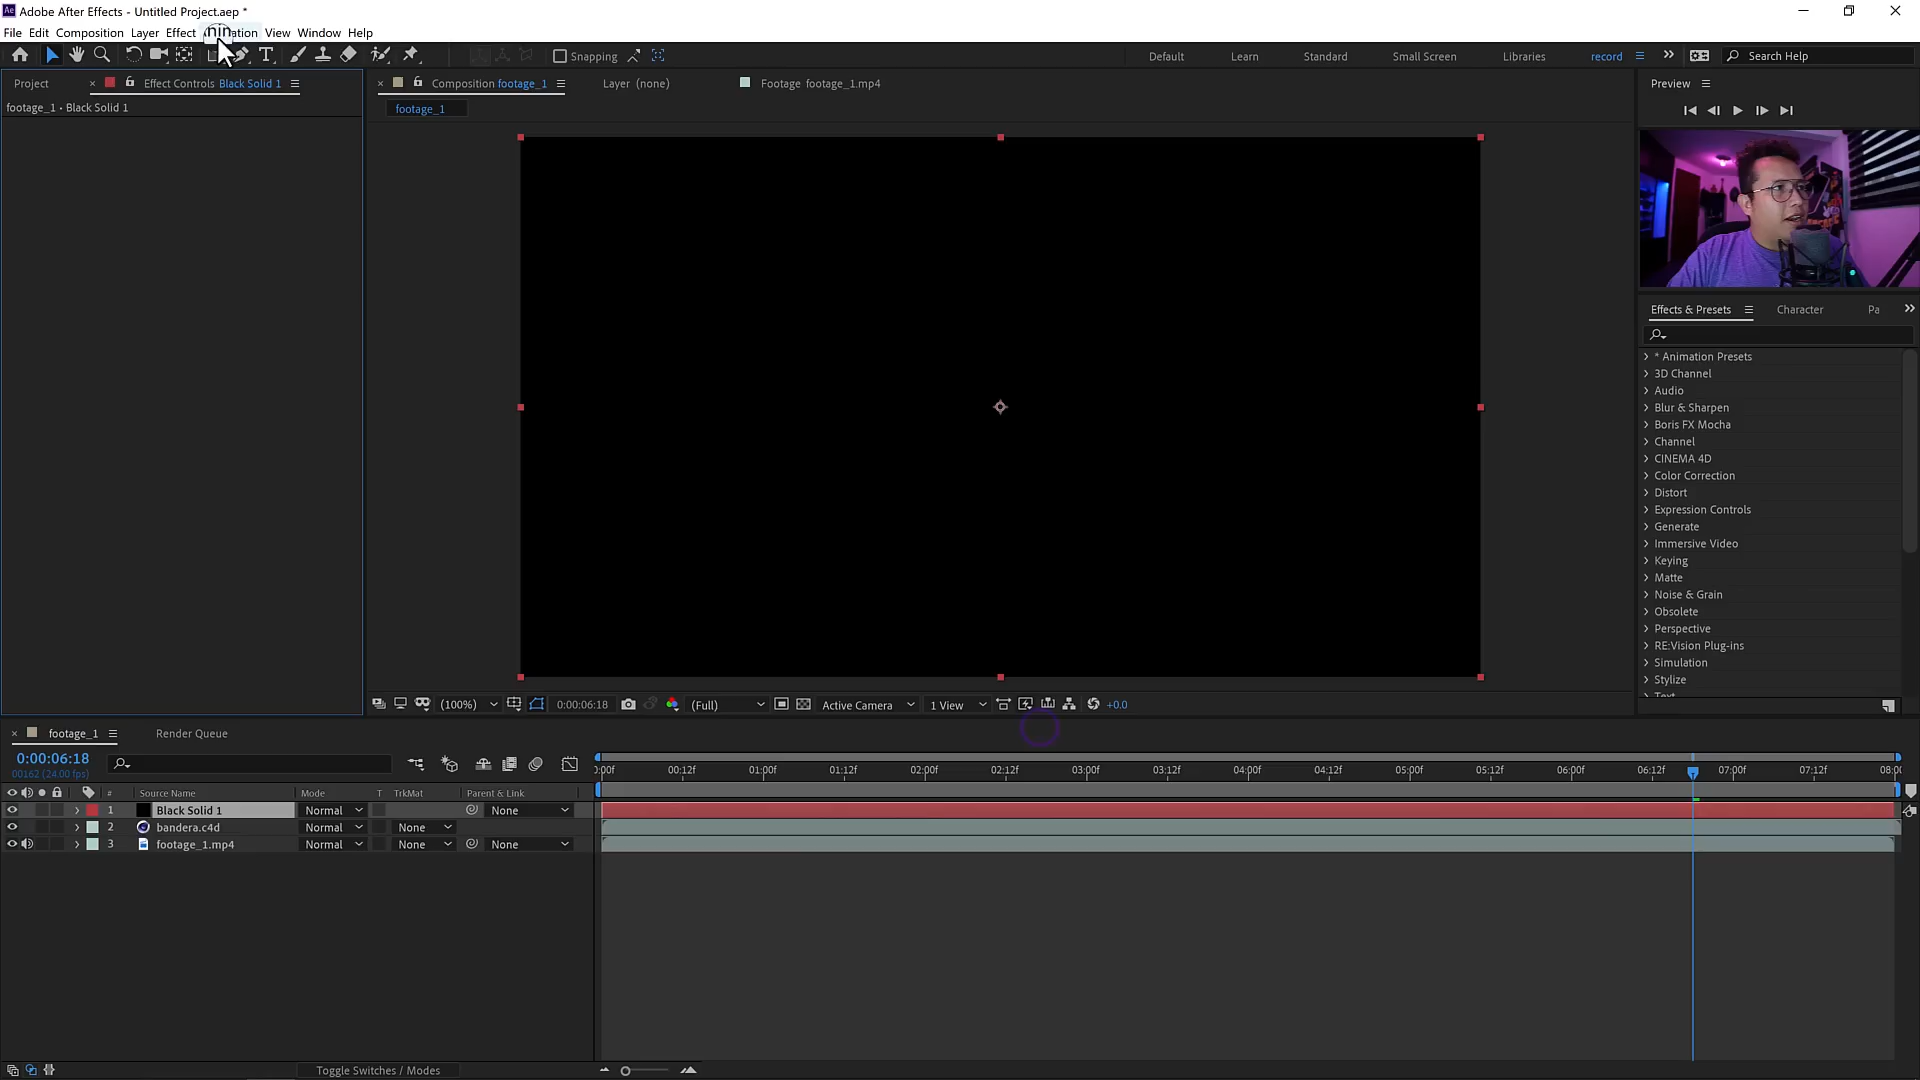 Adobe After Effects - Untitled Project.aep *
File Edit Composition Layer Effect View Window Help
Snapping Default Learn Standard Small Screen Libraries record Search Help
Project Effect Controls Black Solid 1 Composition footage_1 Layer (none) Footage footage_1.mp4 Preview
footage_1 • Black Solid 1 footage_1
Effects & Presets Character Pa
* Animation Presets
3D Channel
Audio
Blur & Sharpen
Boris FX Mocha
Channel
CINEMA 4D
Color Correction
Distort
Expression Controls
Generate
Immersive Video
Keying
Matte
Noise & Grain
Obsolete
Perspective
RE:Vision Plug-ins
Simulation
Stylize
Text
(100%) 0:00:06:18 (Full) Active Camera 1 View +0.0
footage_1 Render Queue
0:00:06:18
00162 (24.00 fps)
):00f 00:12f 01:00f 01:12f 02:00f 02:12f 03:00f 03:12f 04:00f 04:12f 05:00f 05:12f 06:00f 06:12f 07:00f 07:12f 08:0
# Source Name Mode T TrkMat Parent & Link
1 Black Solid 1 Normal None
2 bandera.c4d Normal None
3 footage_1.mp4 Normal None None
Toggle Switches / Modes